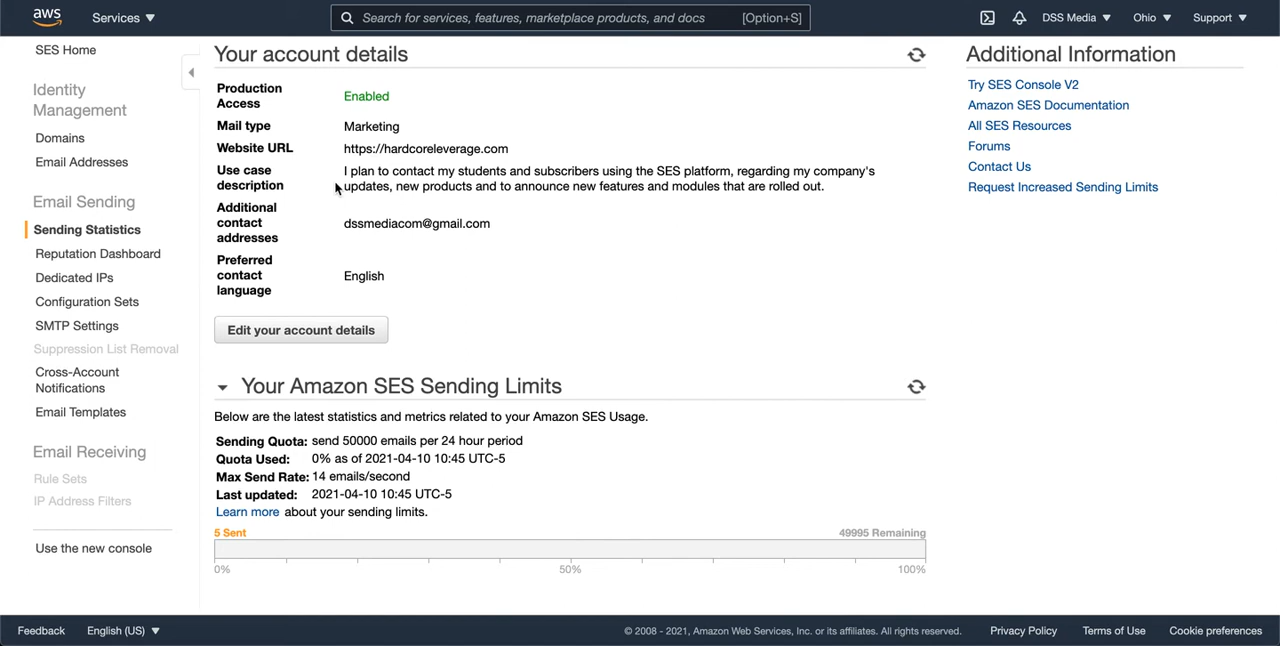 aws Services Search for services, features, marketplace products, and docs [Option+S] DSS Media Ohio Support
SES Home
Identity
Management
Domains
Email Addresses
Email Sending
Sending Statistics
Reputation Dashboard
Dedicated IPs
Configuration Sets
SMTP Settings
Suppression List Removal
Cross-Account
Notifications
Email Templates
Email Receiving
Rule Sets
IP Address Filters
Use the new console
Your account details
Production
Access
Enabled
Mail type Marketing
Website URL https://hardcoreleverage.com
Use case
description
I plan to contact my students and subscribers using the SES platform, regarding my company's
updates, new products and to announce new features and modules that are rolled out.
Additional
contact
addresses
dssmediacom@gmail.com
Preferred
contact
language
English
Edit your account details
Your Amazon SES Sending Limits
Below are the latest statistics and metrics related to your Amazon SES Usage.
Sending Quota: send 50000 emails per 24 hour period
Quota Used: 0% as of 2021-04-10 10:45 UTC-5
Max Send Rate: 14 emails/second
Last updated: 2021-04-10 10:45 UTC-5
Learn more about your sending limits.
5 Sent 49995 Remaining
0% 50% 100%
Additional Information
Try SES Console V2
Amazon SES Documentation
All SES Resources
Forums
Contact Us
Request Increased Sending Limits
Feedback English (US) © 2008 - 2021, Amazon Web Services, Inc. or its affiliates. All rights reserved. Privacy Policy Terms of Use Cookie preferences